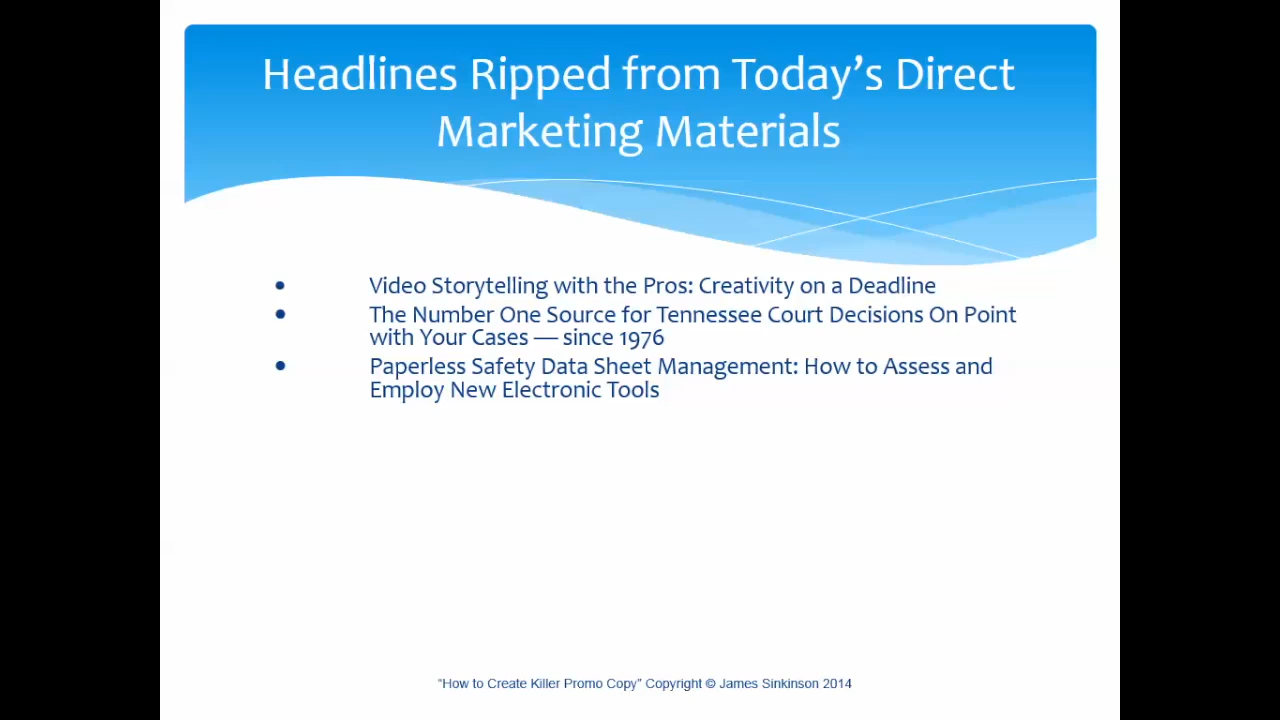 Headlines Ripped from Today’s Direct
Marketing Materials
• Video Storytelling with the Pros: Creativity on a Deadline
• The Number One Source for Tennessee Court Decisions On Point
with Your Cases — since 1976
• Paperless Safety Data Sheet Management: How to Assess and
Employ New Electronic Tools
“How to Create Killer Promo Copy” Copyright © James Sinkinson 2014